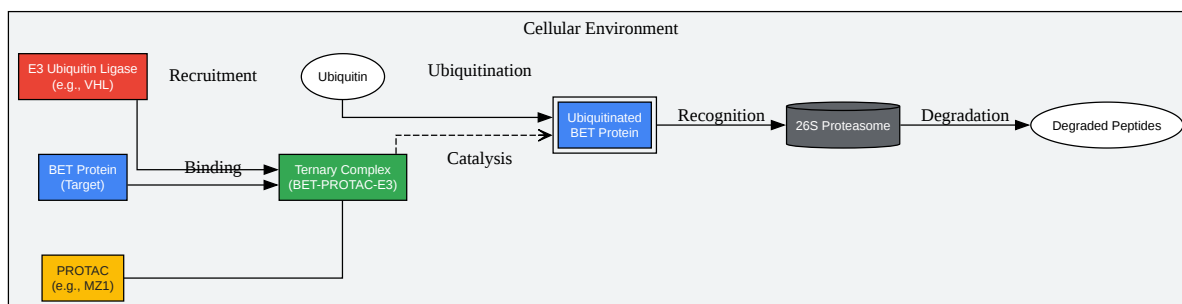 Cellular Environment
E3 Ubiquitin Ligase
(e.g., VHL)
Recruitment
Ubiquitin
Ubiquitination
Ubiquitinated
BET Protein
Recognition
26S Proteasome
Degradation
Degraded Peptides
BET Protein
(Target)
Binding
Ternary Complex
(BET-PROTAC-E3)
Catalysis
PROTAC
(e.g., MZ1)